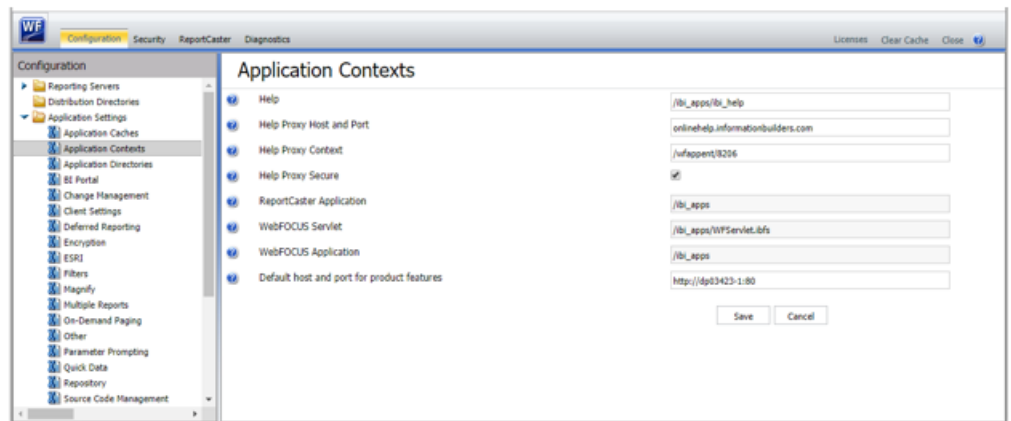 WF
Configuration Security ReportCaster Diagnostics Licenses Clear Cache Close
Configuration
Reporting Servers
Distribution Directories
Application Settings
Application Caches
Application Contexts
Application Directories
BI Portal
Change Management
Client Settings
Deferred Reporting
Encryption
ESRI
Filters
Magnify
Multiple Reports
On-Demand Paging
Other
Parameter Prompting
Quick Data
Repository
Source Code Management
Application Contexts
Help /ibi_apps/ibi_help
Help Proxy Host and Port onlinehelp.informationbuilders.com
Help Proxy Context /wfappent/8206
Help Proxy Secure
ReportCaster Application /ibi_apps
WebFOCUS Servlet /ibi_apps/WFServlet.ibfs
WebFOCUS Application /ibi_apps
Default host and port for product features http://dp03423-1:80
Save Cancel